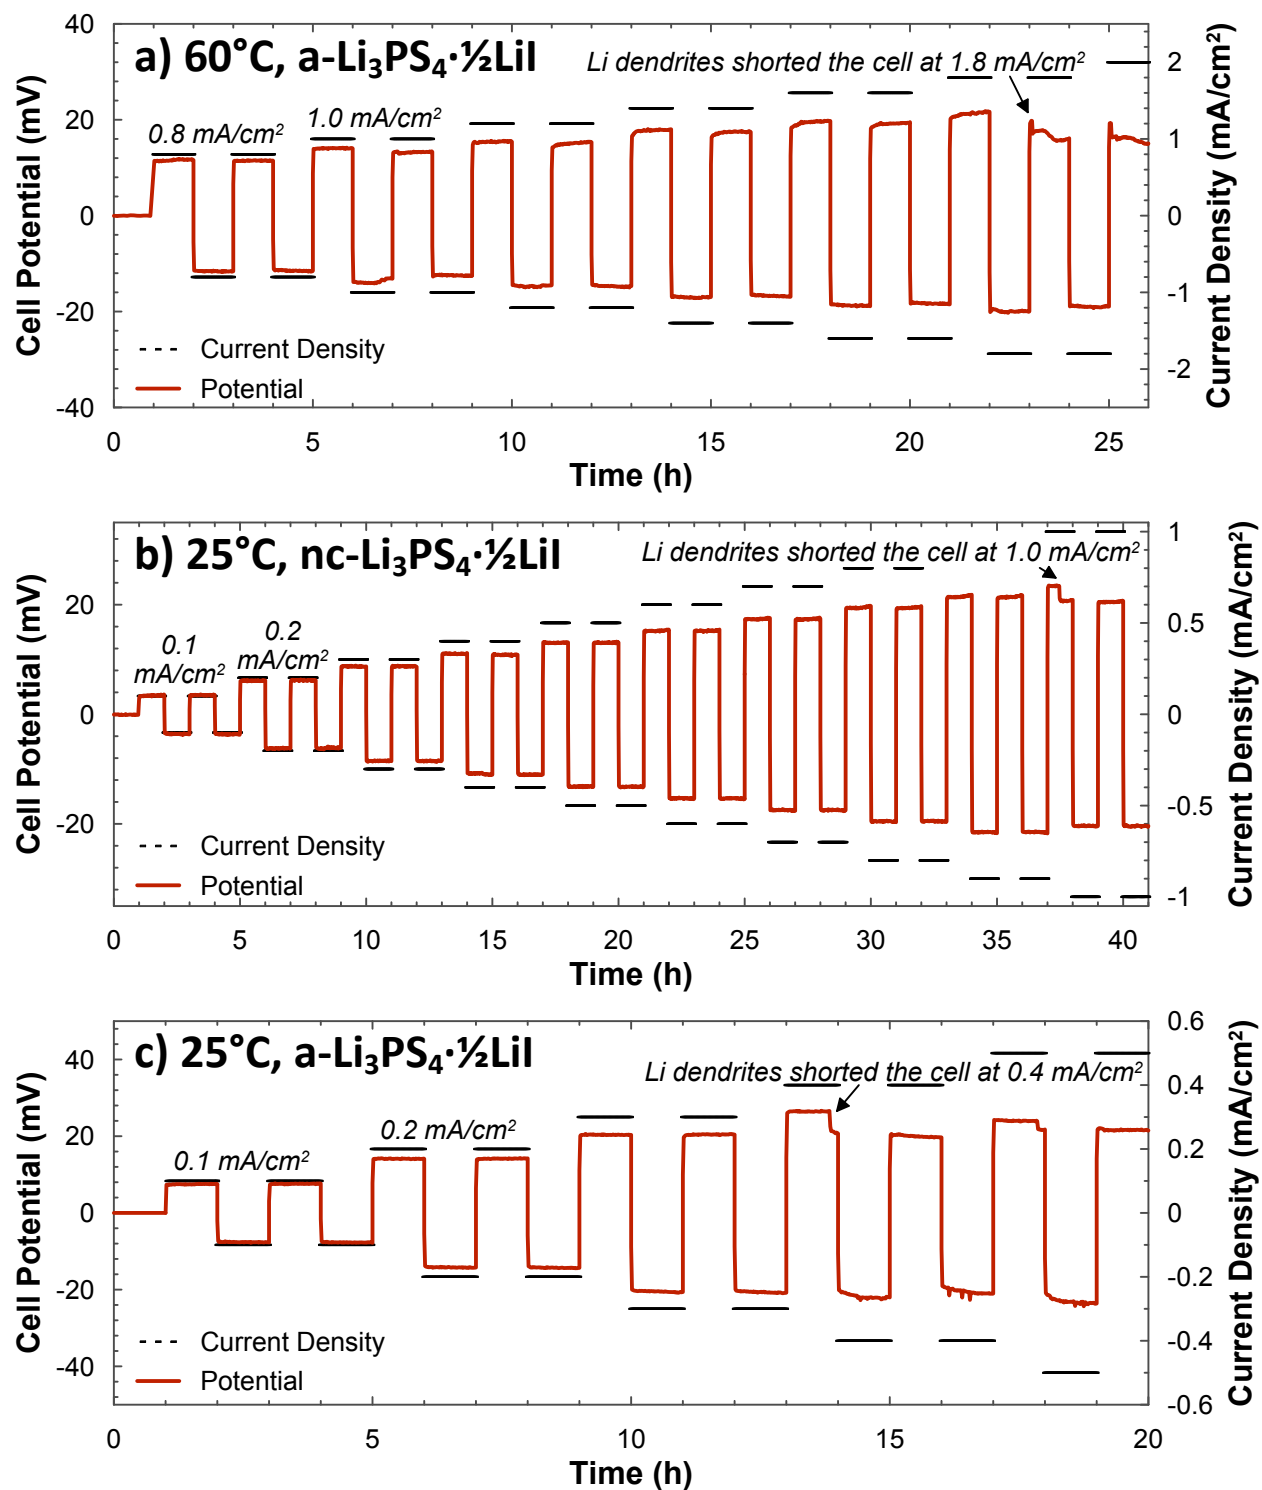 a) 60°C, a-Li₃PS₄·½LiI
Li dendrites shorted the cell at 1.8 mA/cm²
0.8 mA/cm²
1.0 mA/cm²
Cell Potential (mV)
40
20
0
-20
-40
Current Density (mA/cm²)
2
1
0
-1
-2
Current Density
Potential
0 5 10 15 20 25
Time (h)
b) 25°C, nc-Li₃PS₄·½LiI
Li dendrites shorted the cell at 1.0 mA/cm²
0.1
mA/cm²
0.2
mA/cm²
Cell Potential (mV)
20
0
-20
Current Density (mA/cm²)
1
0.5
0
-0.5
-1
Current Density
Potential
0 5 10 15 20 25 30 35 40
Time (h)
c) 25°C, a-Li₃PS₄·½LiI
Li dendrites shorted the cell at 0.4 mA/cm²
0.1 mA/cm²
0.2 mA/cm²
Cell Potential (mV)
40
20
0
-20
-40
Current Density (mA/cm²)
0.6
0.4
0.2
0
-0.2
-0.4
-0.6
Current Density
Potential
0 5 10 15 20
Time (h)